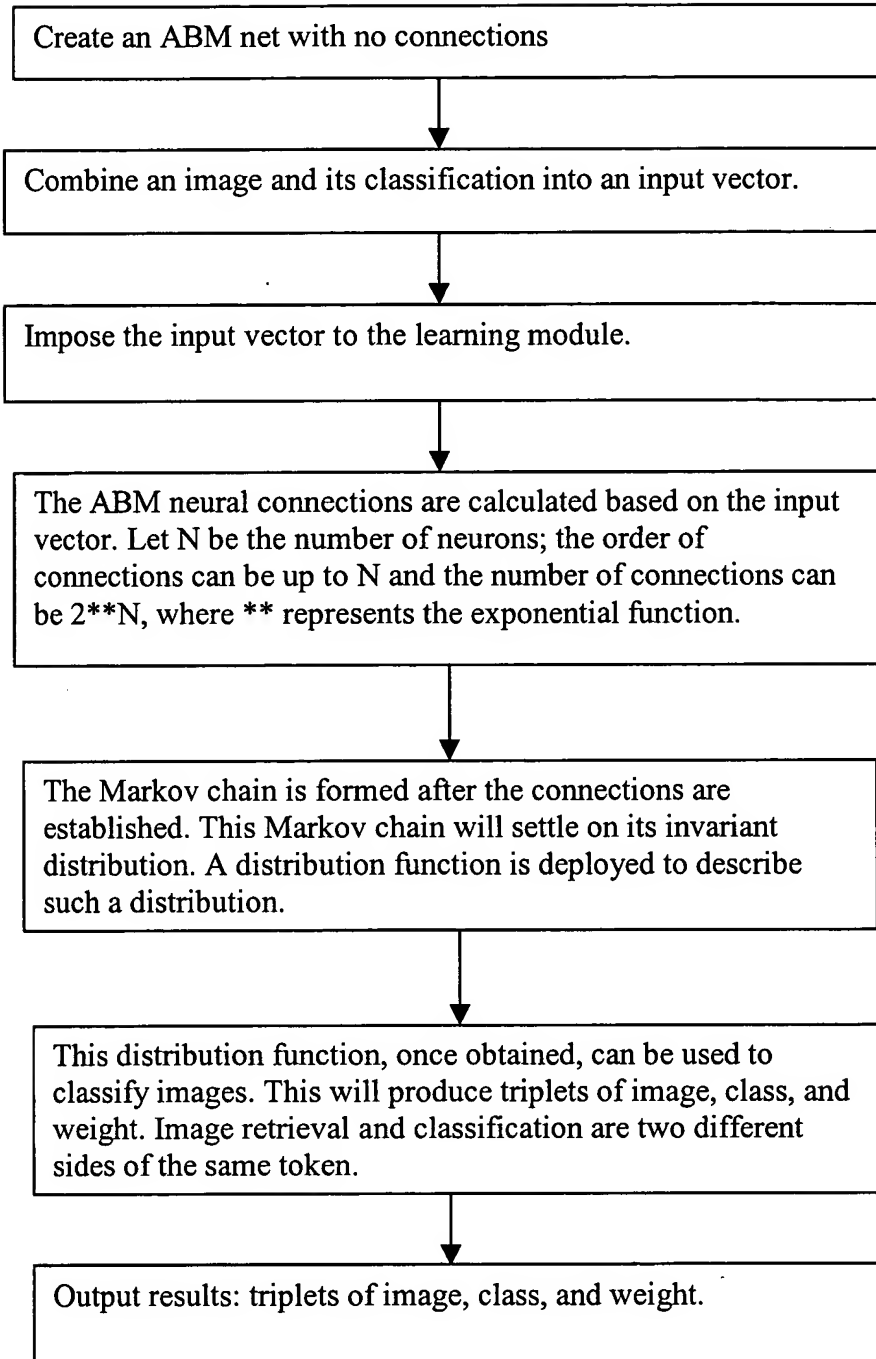 Create an ABM net with no connections
Combine an image and its classification into an input vector.
Impose the input vector to the learning module.
The ABM neural connections are calculated based on the input
vector. Let N be the number of neurons; the order of
connections can be up to N and the number of connections can
be 2**N, where ** represents the exponential function.
The Markov chain is formed after the connections are
established. This Markov chain will settle on its invariant
distribution. A distribution function is deployed to describe
such a distribution.
This distribution function, once obtained, can be used to
classify images. This will produce triplets of image, class, and
weight. Image retrieval and classification are two different
sides of the same token.
Output results: triplets of image, class, and weight.